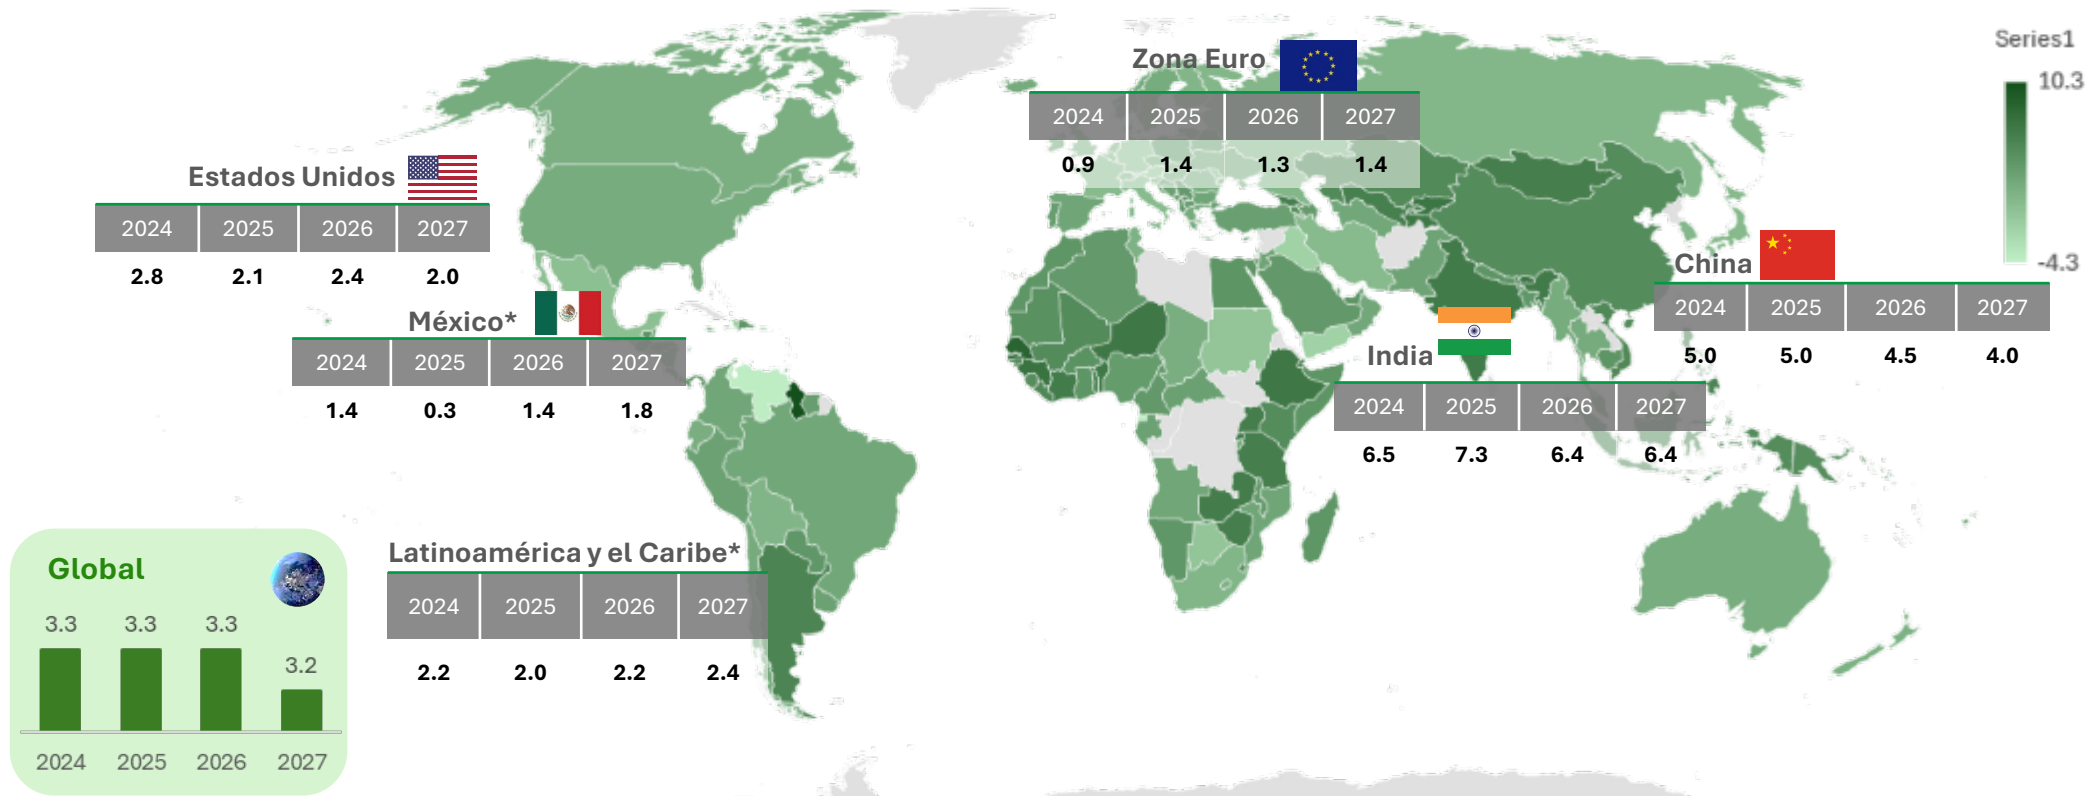 Series1
10.3
-4.3
Zona Euro
2024 2025 2026 2027
0.9 1.4 1.3 1.4
Estados Unidos
2024 2025 2026 2027
2.8 2.1 2.4 2.0
China
2024 2025 2026 2027
5.0 5.0 4.5 4.0
México*
2024 2025 2026 2027
1.4 0.3 1.4 1.8
India
2024 2025 2026 2027
6.5 7.3 6.4 6.4
Latinoamérica y el Caribe*
2024 2025 2026 2027
2.2 2.0 2.2 2.4
Global
3.3 3.3 3.3 3.2
2024 2025 2026 2027